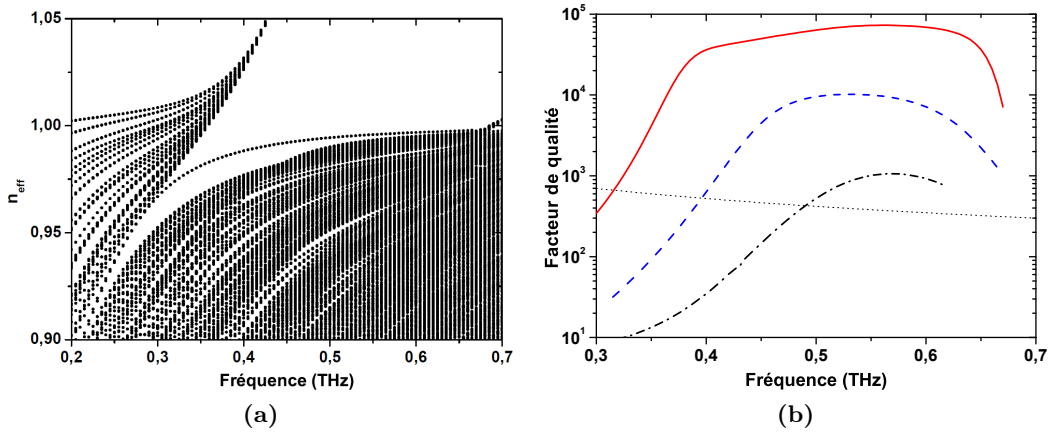 1,05
1,00
0,95
0,90
n_eff
0,2 0,3 0,4 0,5 0,6 0,7
Fréquence (THz)
(a)
10^5
10^4
10^3
10^2
10^1
Facteur de qualité
0,3 0,4 0,5 0,6 0,7
Fréquence (THz)
(b)